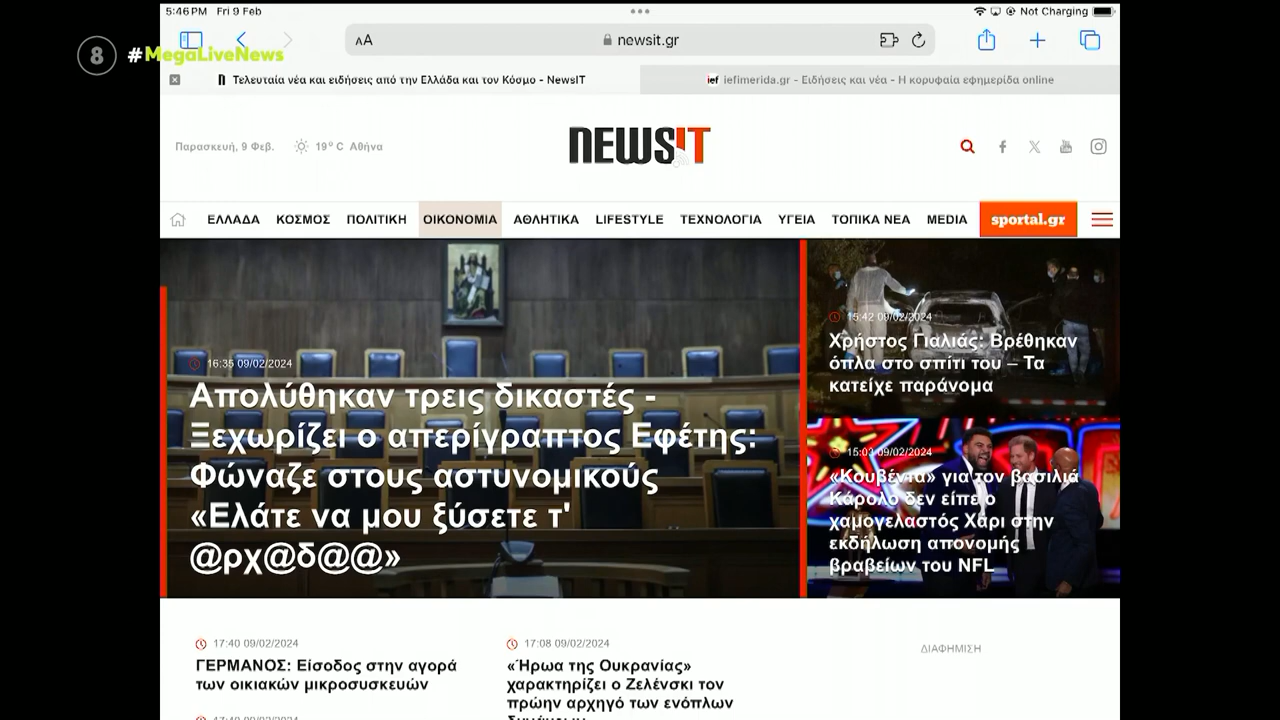 5:46 PM Fri 9 Feb
Not Charging
8 #MegaLiveNews
AA
newsit.gr
Τελευταία νέα και ειδήσεις από την Ελλάδα και τον Κόσμο - NewsIT
ief iefimerida.gr - Ειδήσεις και νέα - Η κορυφαία εφημερίδα online
Παρασκευή, 9 Φεβ.
19° C Αθήνα
NEWSIT
ΕΛΛΑΔΑ ΚΟΣΜΟΣ ΠΟΛΙΤΙΚΗ ΟΙΚΟΝΟΜΙΑ ΑΘΛΗΤΙΚΑ LIFESTYLE ΤΕΧΝΟΛΟΓΙΑ ΥΓΕΙΑ ΤΟΠΙΚΑ ΝΕΑ MEDIA sportal.gr
16:35 09/02/2024
Απολύθηκαν τρεις δικαστές -
Ξεχωρίζει ο απερίγραπτος Εφέτης:
Φώναζε στους αστυνομικούς
«Ελάτε να μου ξύσετε τ'
@ρχ@δ@@»
15:42 09/02/2024
Χρήστος Γιαλιάς: Βρέθηκαν
όπλα στο σπίτι του – Τα
κατείχε παράνομα
15:03 09/02/2024
«Κουβέντα» για τον βασιλιά
Κάρολο δεν είπε ο
χαμογελαστός Χάρι στην
εκδήλωση απονομής
βραβείων του NFL
17:40 09/02/2024
ΓΕΡΜΑΝΟΣ: Είσοδος στην αγορά
των οικιακών μικροσυσκευών
17:08 09/02/2024
«Ήρωα της Ουκρανίας»
χαρακτηρίζει ο Ζελένσκι τον
πρώην αρχηγό των ενόπλων
ΔΙΑΦΗΜΙΣΗ